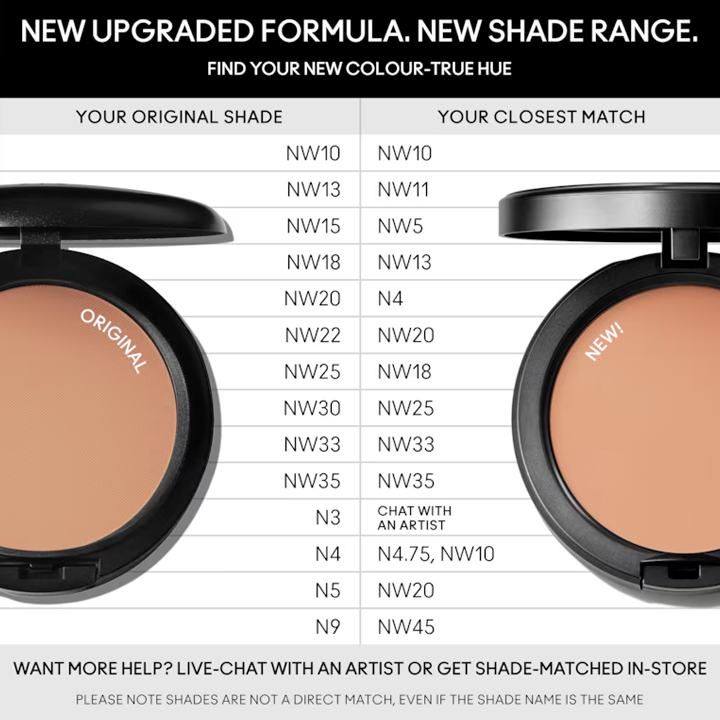 NEW UPGRADED FORMULA. NEW SHADE RANGE.
FIND YOUR NEW COLOUR-TRUE HUE
YOUR ORIGINAL SHADE YOUR CLOSEST MATCH
NW10 NW10
NW13 NW11
NW15 NW5
NW18 NW13
NW20 N4
NW22 NW20
NW25 NW18
NW30 NW25
NW33 NW33
NW35 NW35
N3 CHAT WITH
AN ARTIST
N4 N4.75, NW10
N5 NW20
N9 NW45
ORIGINAL
NEW!
WANT MORE HELP? LIVE-CHAT WITH AN ARTIST OR GET SHADE-MATCHED IN-STORE
PLEASE NOTE SHADES ARE NOT A DIRECT MATCH, EVEN IF THE SHADE NAME IS THE SAME